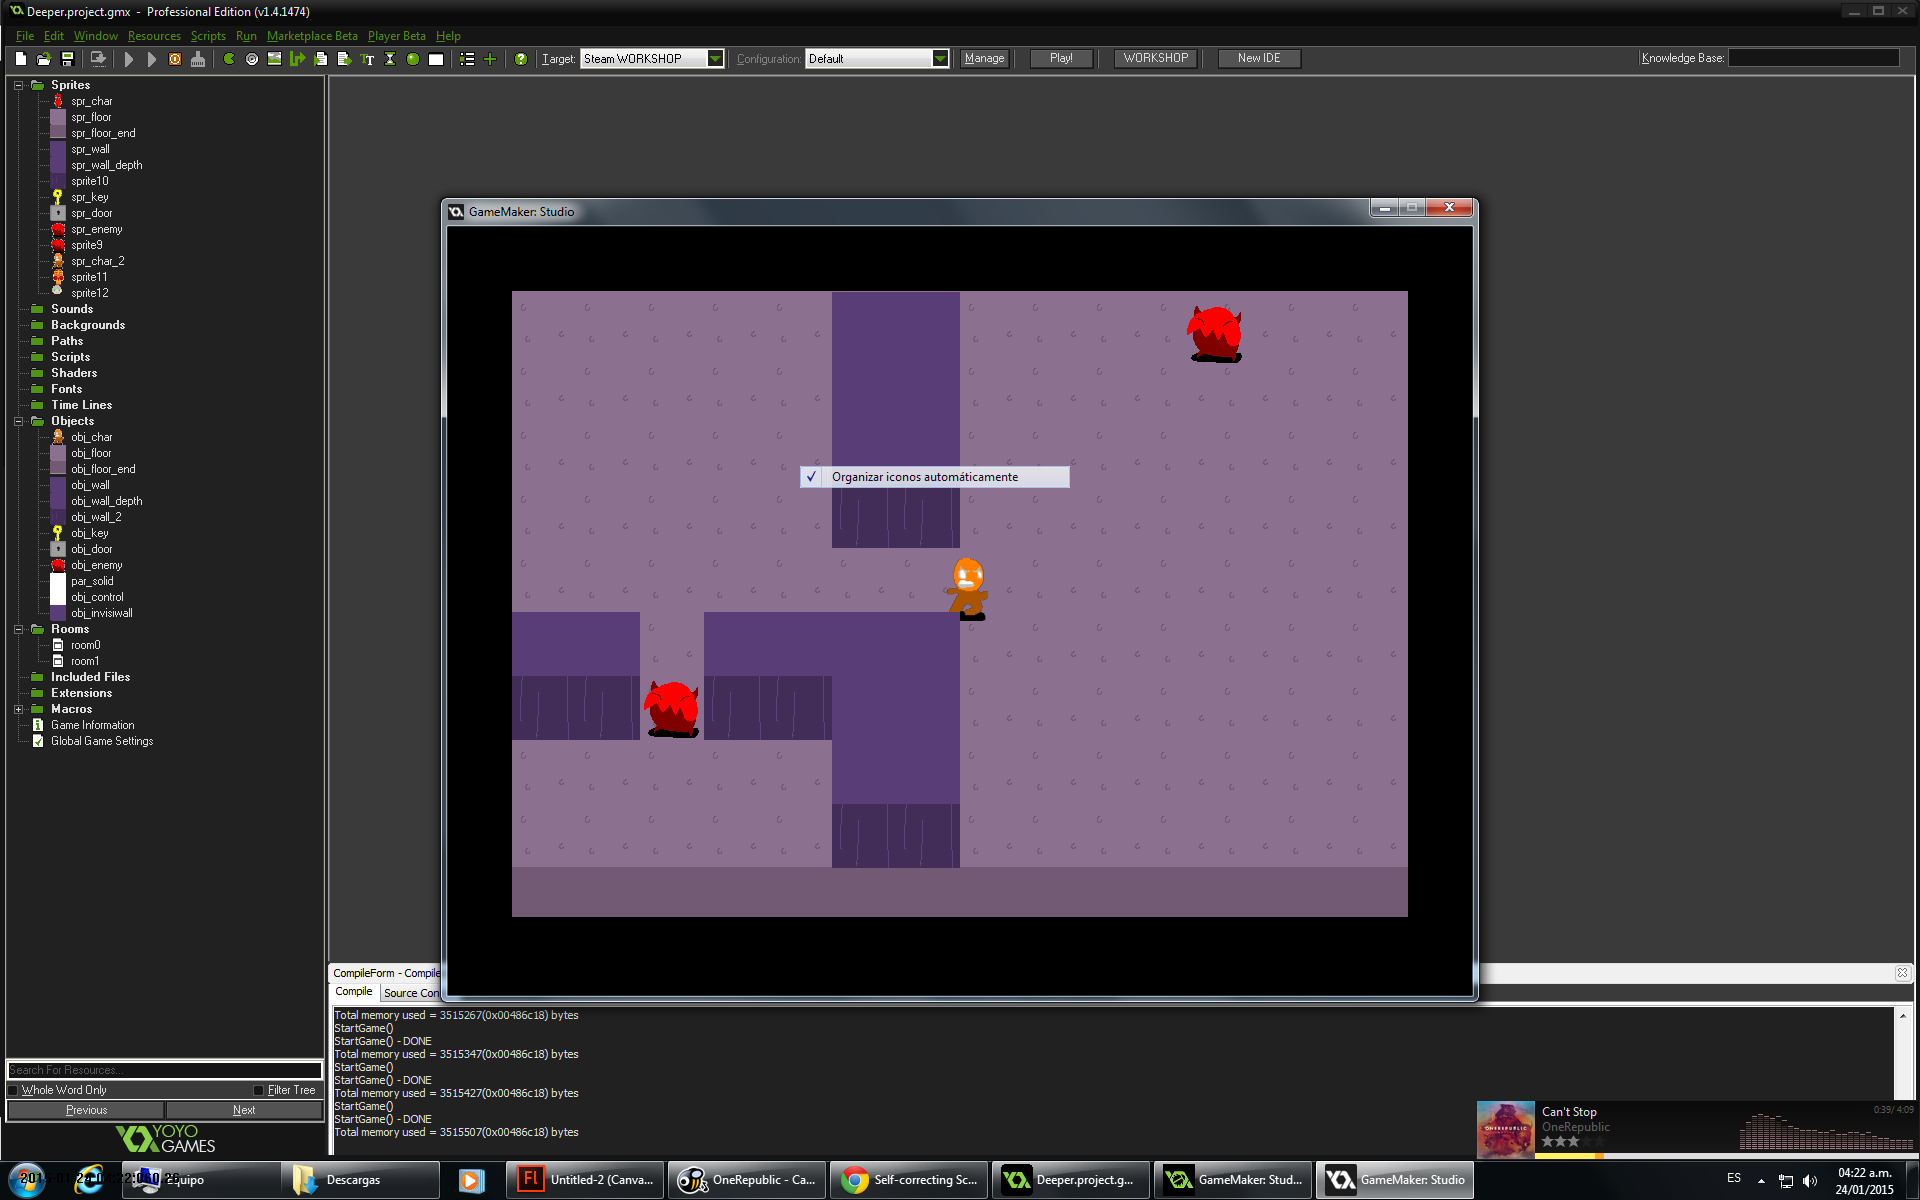 Deeper.project.gmx - Professional Edition (v1.4.1474)
File Edit Window Resources Scripts Run Marketplace Beta Player Beta Help
Target: Steam WORKSHOP Configuration: Default Manage Play! WORKSHOP New IDE Knowledge Base:
Sprites
spr_char
spr_floor
spr_floor_end
spr_wall
spr_wall_depth
sprite10
spr_key
spr_door
spr_enemy
sprite9
spr_char_2
sprite11
sprite12
Sounds
Backgrounds
Paths
Scripts
Shaders
Fonts
Time Lines
Objects
obj_char
obj_floor
obj_floor_end
obj_wall
obj_wall_depth
obj_wall_2
obj_key
obj_door
obj_enemy
par_solid
obj_control
obj_invisiwall
Rooms
room0
room1
Included Files
Extensions
Macros
Game Information
Global Game Settings
Search For Resources...
Whole Word Only Filter Tree
Previous Next
YOYO
GAMES
GameMaker: Studio
Organizar iconos automáticamente
CompileForm - Compile
Compile Source Con
Total memory used = 3515267(0x00486c18) bytes
StartGame()
StartGame() - DONE
Total memory used = 3515347(0x00486c18) bytes
StartGame()
StartGame() - DONE
Total memory used = 3515427(0x00486c18) bytes
StartGame()
StartGame() - DONE
Total memory used = 3515507(0x00486c18) bytes
Can't Stop
OneRepublic
0:39/ 4:09
ONEREPUBLIC
Equipo
Descargas
Untitled-2 (Canva...
OneRepublic - Ca...
Self-correcting Sc...
Deeper.project.g...
GameMaker: Stud...
GameMaker: Studio
ES
04:22 a.m.
24/01/2015